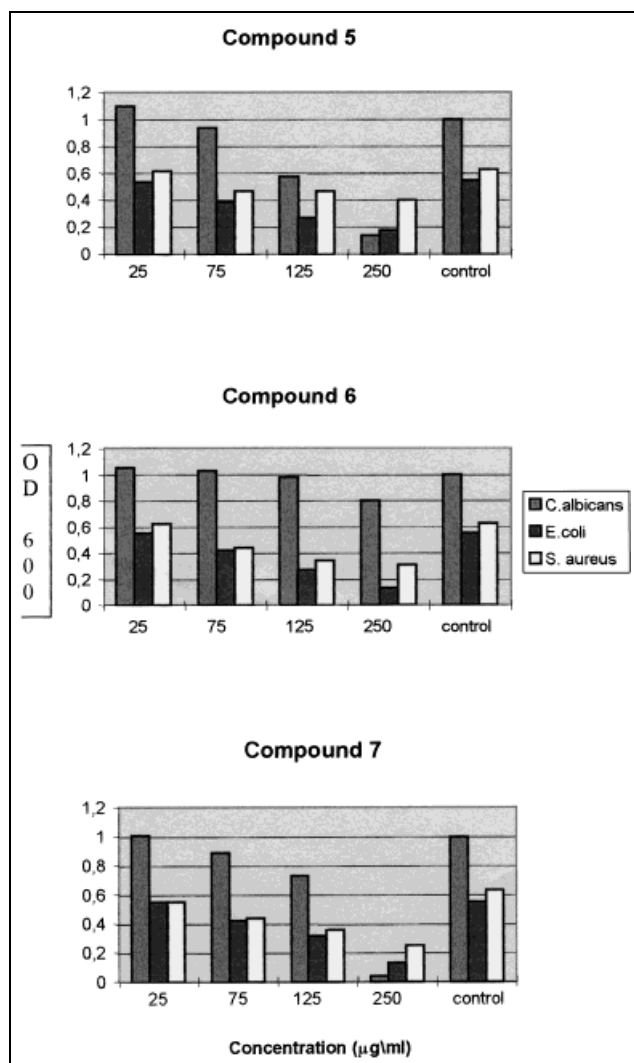 Compound 5
1,2
1
0,8
0,6
0,4
0,2
0
25 75 125 250 control
Compound 6
OD 600
1,2
1
0,8
0,6
0,4
0,2
0
25 75 125 250 control
C.albicans
E.coli
S. aureus
Compound 7
1,2
1
0,8
0,6
0,4
0,2
0
25 75 125 250 control
Concentration (µg\ml)